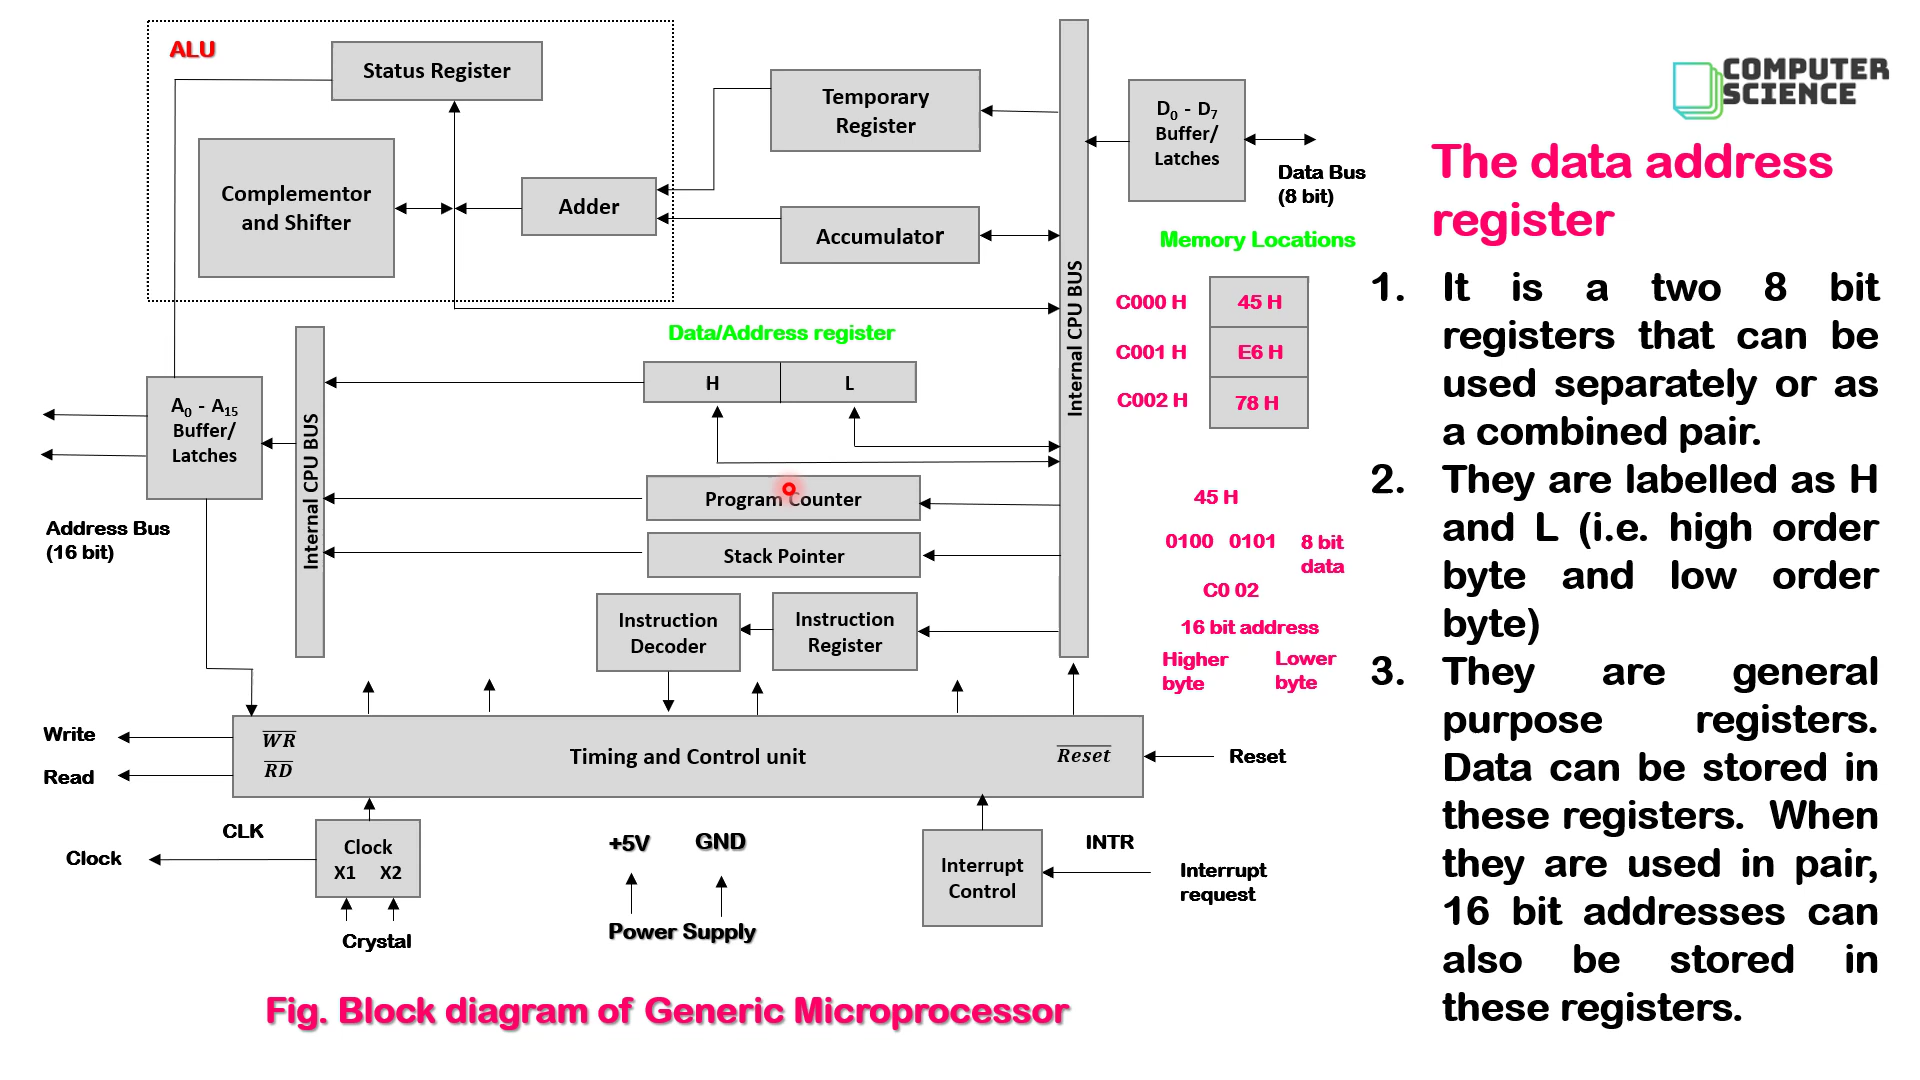 ALU
Status Register
Complementor
and Shifter
Adder
Temporary
Register
Accumulator
Internal CPU BUS
D0 - D7
Buffer/
Latches
Data Bus
(8 bit)
Memory Locations
C000 H 45 H
C001 H E6 H
C002 H 78 H
Data/Address register
H L
A0 - A15
Buffer/
Latches
Address Bus
(16 bit)
Internal CPU BUS
Program Counter
Stack Pointer
Instruction
Decoder
Instruction
Register
45 H
0100 0101 8 bit
data
C0 02
16 bit address
Higher
byte
Lower
byte
Write
Read
W̅R̅
R̅D̅
Timing and Control unit
R̅e̅s̅e̅t̅
Reset
CLK
Clock
Clock
X1 X2
Crystal
+5V GND
Power Supply
Interrupt
Control
INTR
Interrupt
request
Fig. Block diagram of Generic Microprocessor
COMPUTER
SCIENCE
The data address
register
1. It is a two 8 bit
registers that can be
used separately or as
a combined pair.
2. They are labelled as H
and L (i.e. high order
byte and low order
byte)
3. They are general
purpose registers.
Data can be stored in
these registers. When
they are used in pair,
16 bit addresses can
also be stored in
these registers.